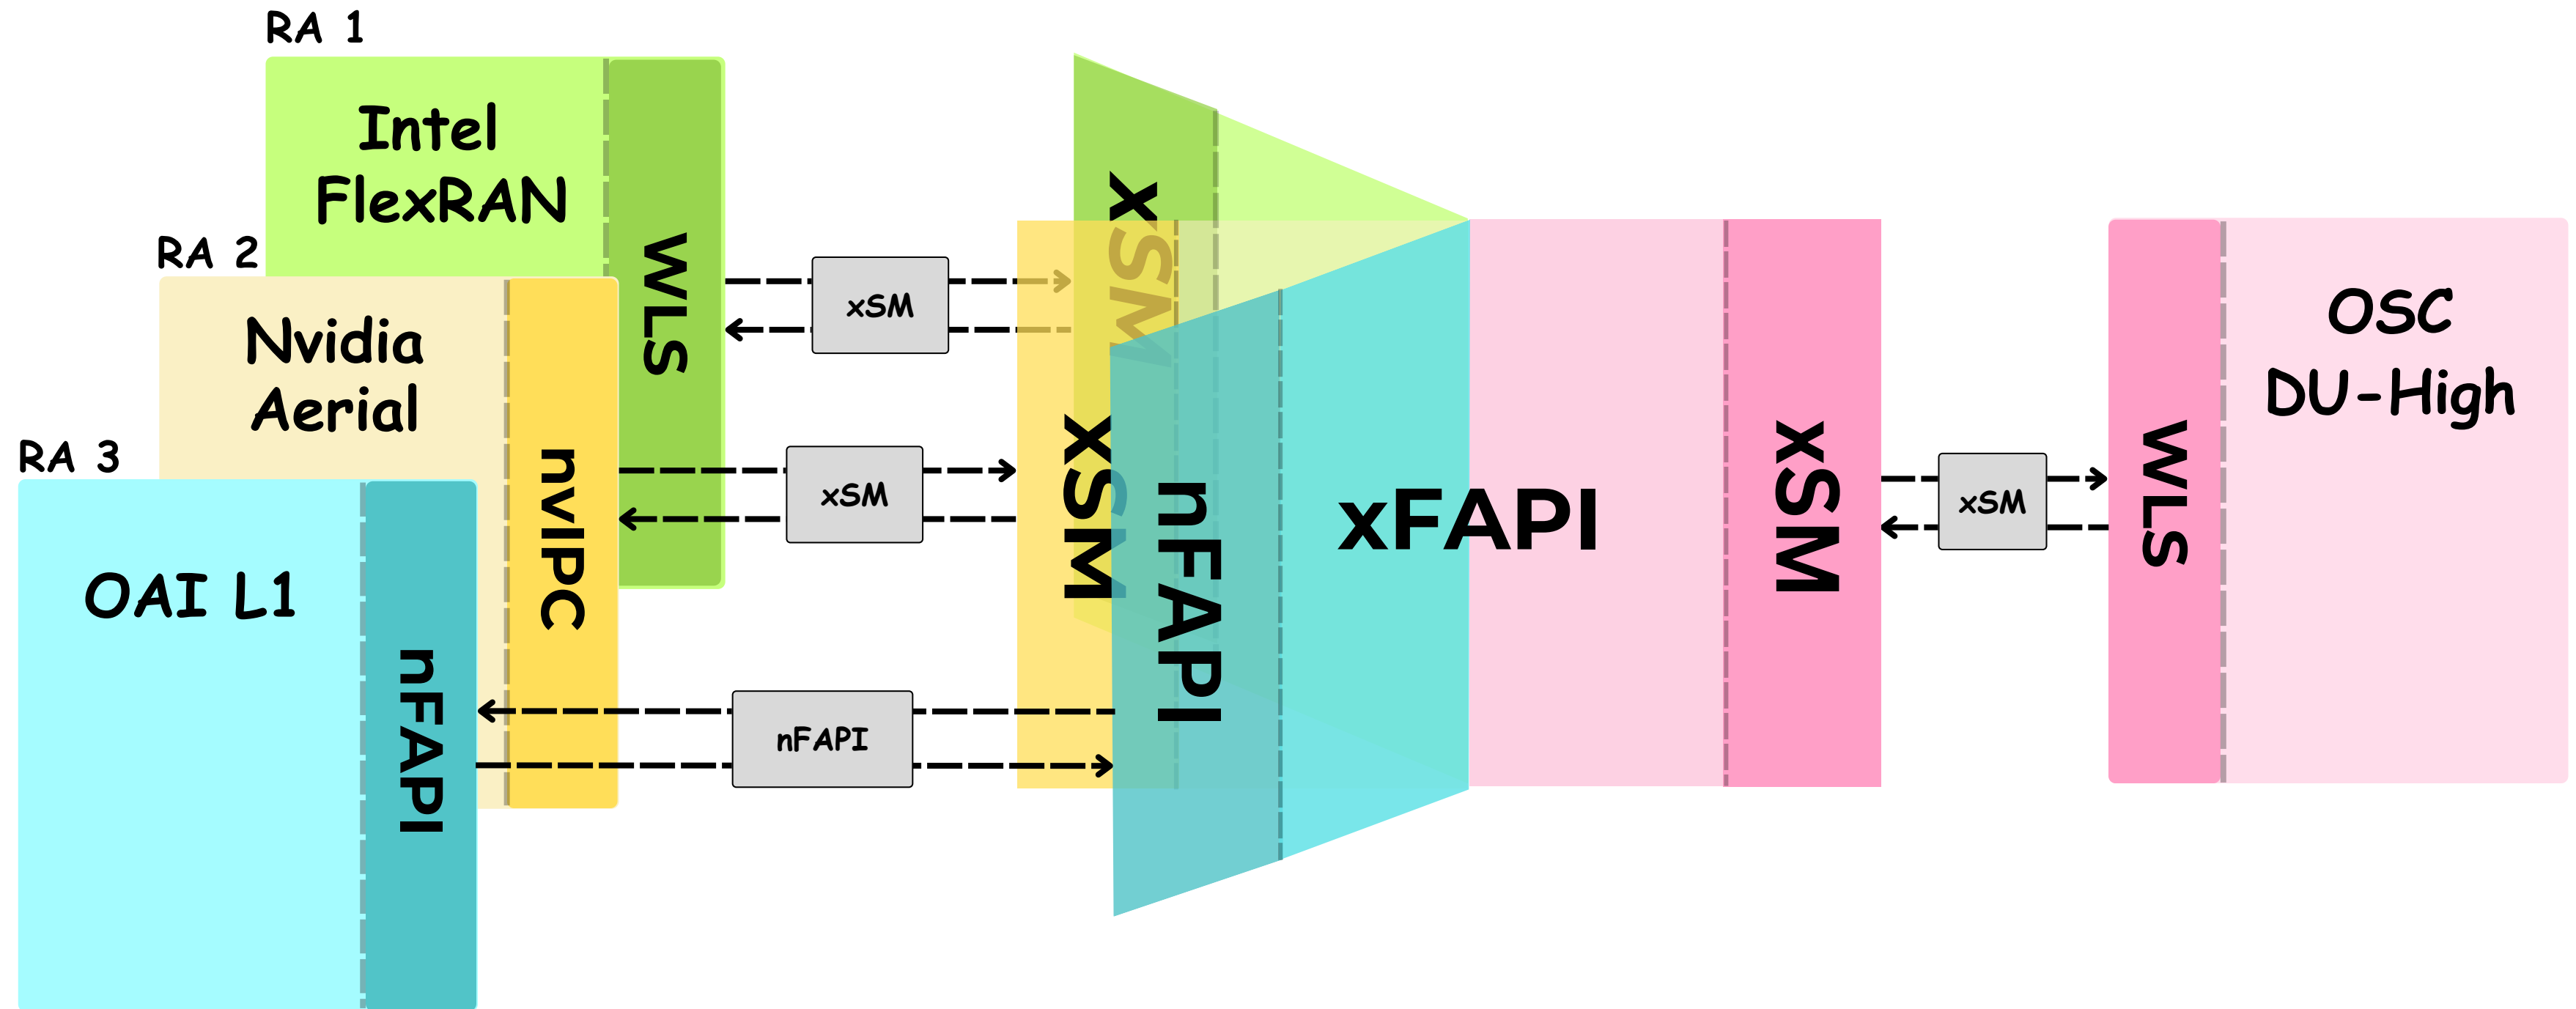 RA 1
Intel
FlexRAN
WLS
RA 2
Nvidia
Aerial
nvIPC
RA 3
OAI L1
nFAPI
xSM
xSM
nFAPI
xSM
xSM
nFAPI
xFAPI
xSM
xSM
WLS
OSC
DU-High